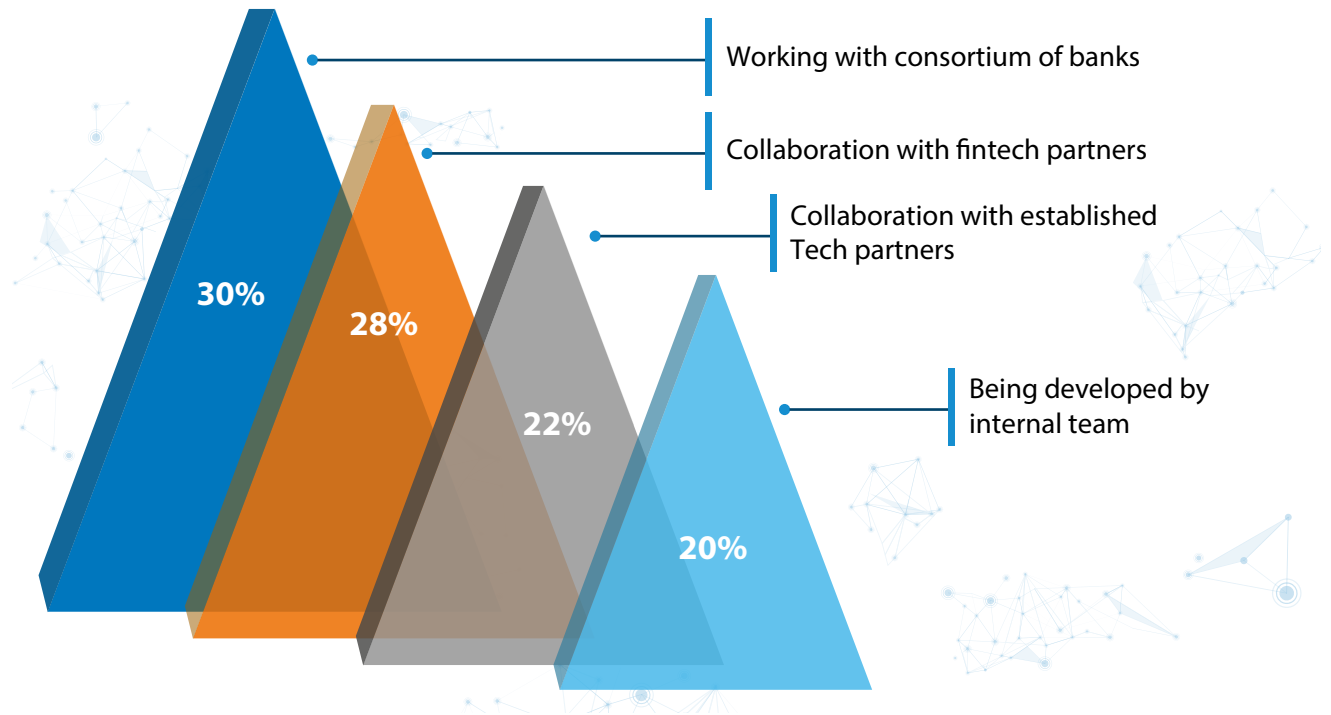 Working with consortium of banks
Collaboration with fintech partners
Collaboration with established
Tech partners
30%
28%
Being developed by
internal team
22%
20%